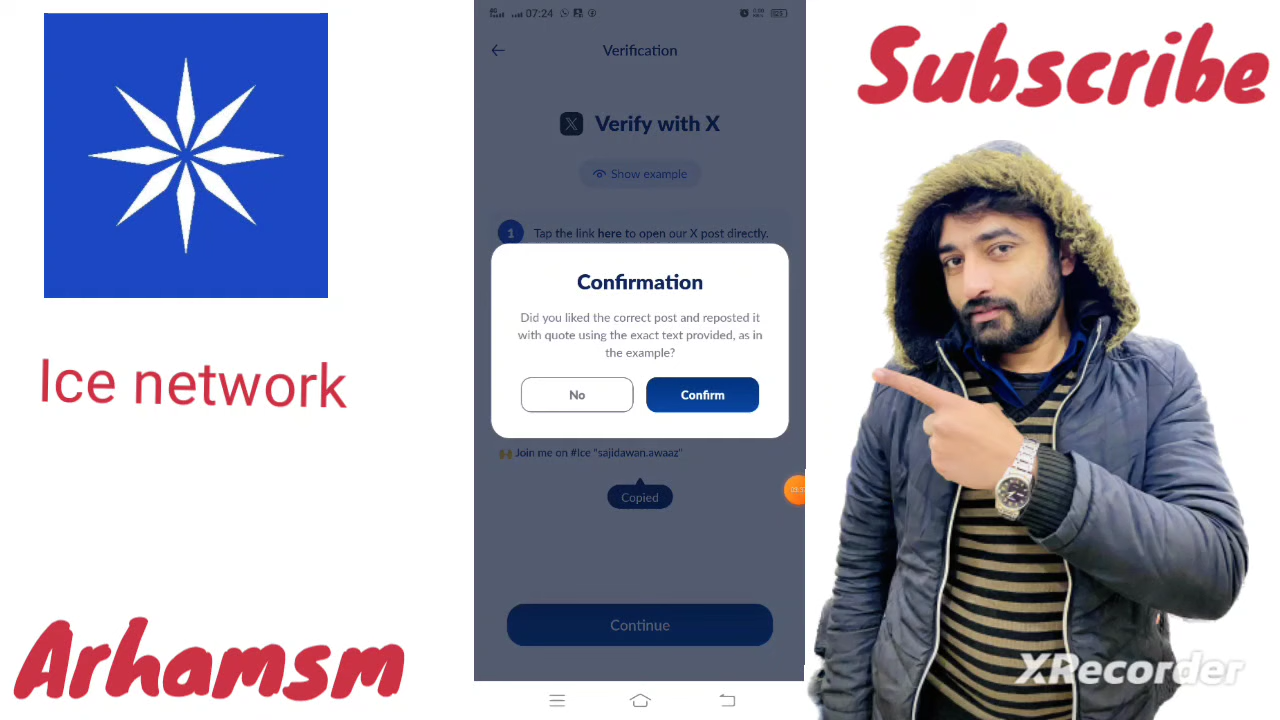 Subscribe
07:24
Verification
Verify with X
Show example
1 Tap the link here to open our X post directly.
Confirmation
Did you liked the correct post and reposted it
with quote using the exact text provided, as in
the example?
No
Confirm
Ice network
🙌 Join me on #Ice "sajidawan.awaaz"
Copied
Continue
Arhamsm
XRecorder